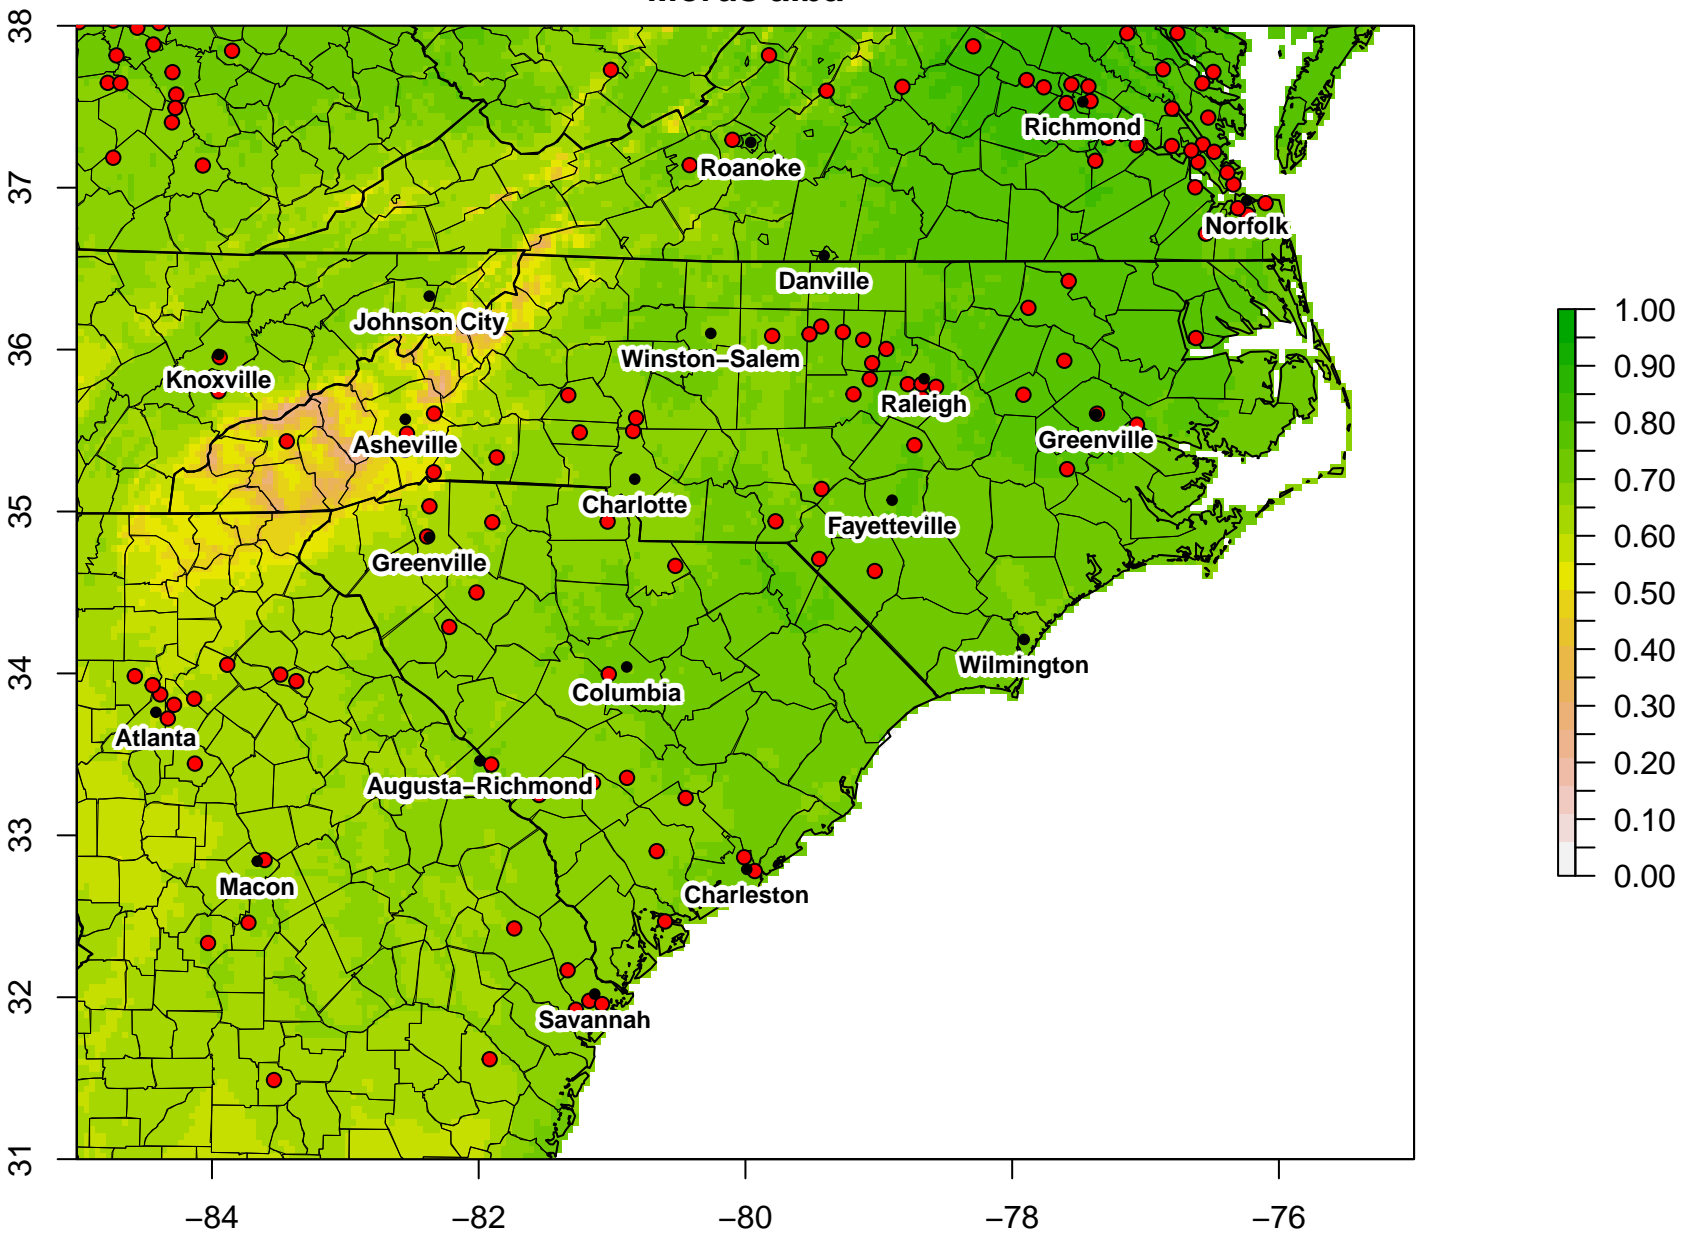 Morus alba
38
37
36
35
34
33
32
31
Richmond
Roanoke
Norfolk
Danville
Johnson City
Winston–Salem
Knoxville
Raleigh
Asheville
Greenville
Charlotte
Fayetteville
Greenville
Wilmington
Columbia
Atlanta
Augusta–Richmond
Macon
Charleston
Savannah
−84
−82
−80
−78
−76
1.00
0.90
0.80
0.70
0.60
0.50
0.40
0.30
0.20
0.10
0.00